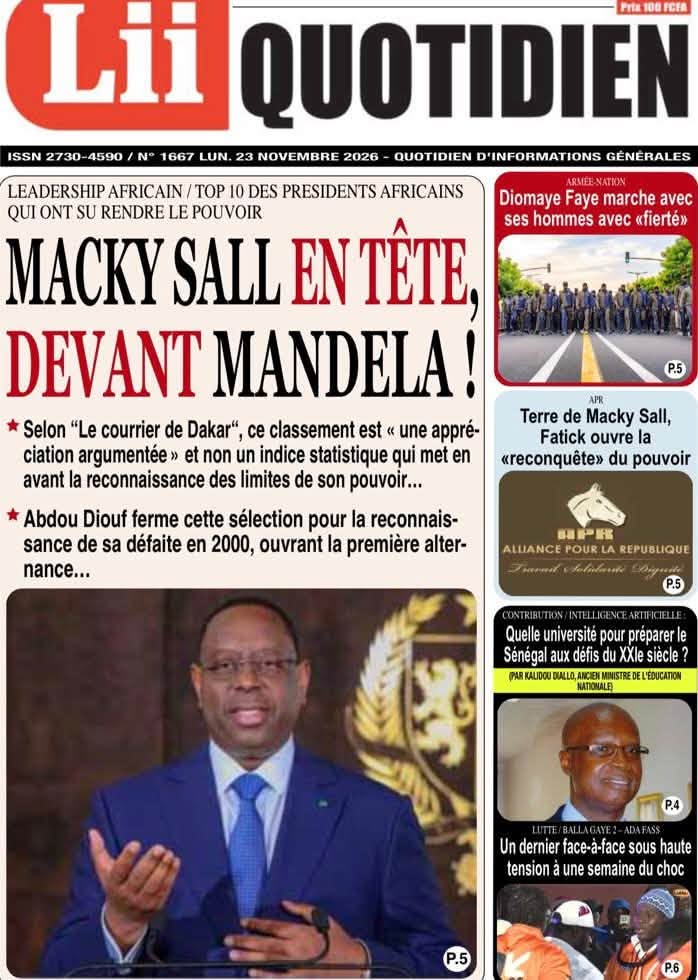 Lii
QUOTIDIEN
Prix 100 FCFA
ISSN 2730-4590 / N° 1667 LUN. 23 NOVEMBRE 2026 – QUOTIDIEN D'INFORMATIONS GÉNÉRALES
LEADERSHIP AFRICAIN / TOP 10 DES PRESIDENTS AFRICAINS
QUI ONT SU RENDRE LE POUVOIR
MACKY SALL EN TÊTE,
DEVANT MANDELA !
Selon “Le courrier de Dakar“, ce classement est « une appré-
ciation argumentée » et non un indice statistique qui met en
avant la reconnaissance des limites de son pouvoir...
Abdou Diouf ferme cette sélection pour la reconnais-
sance de sa défaite en 2000, ouvrant la première alter-
nance...
P.5
ARMÉE-NATION
Diomaye Faye marche avec
ses hommes avec «fierté»
P.5
APR
Terre de Macky Sall,
Fatick ouvre la
«reconquête» du pouvoir
APR
ALLIANCE POUR LA REPUBLIQUE
Travail Solidarité Dignité
P.5
CONTRIBUTION / INTELLIGENCE ARTIFICIELLE :
Quelle université pour préparer le
Sénégal aux défis du XXIe siècle ?
(PAR KALIDOU DIALLO, ANCIEN MINISTRE DE L'ÉDUCATION
NATIONALE)
P.4
LUTTE / BALLA GAYE 2 – ADA FASS
Un dernier face-à-face sous haute
tension à une semaine du choc
P.6